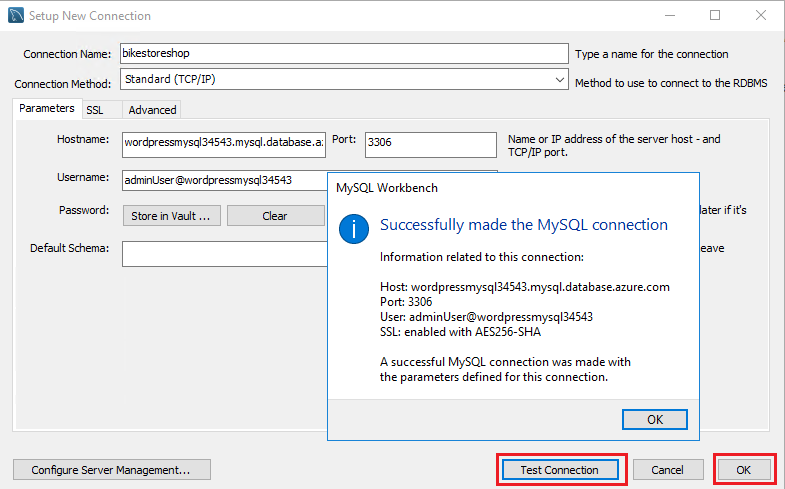 Setup New Connection
Connection Name: bikestoreshop Type a name for the connection
Connection Method: Standard (TCP/IP) Method to use to connect to the RDBMS
Parameters SSL Advanced
Hostname: wordpressmysql34543.mysql.database.az Port: 3306 Name or IP address of the server host - and
TCP/IP port.
Username: adminUser@wordpressmysql34543
Password: Store in Vault ... Clear later if it's
Default Schema: eave
MySQL Workbench
Successfully made the MySQL connection
Information related to this connection:
Host: wordpressmysql34543.mysql.database.azure.com
Port: 3306
User: adminUser@wordpressmysql34543
SSL: enabled with AES256-SHA
A successful MySQL connection was made with
the parameters defined for this connection.
OK
Configure Server Management... Test Connection Cancel OK